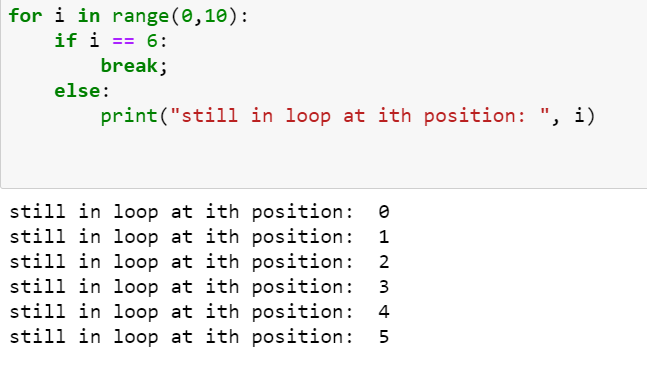 for i in range(0,10):
    if i == 6:
        break;
    else:
        print("still in loop at ith position: ", i)
still in loop at ith position:  0
still in loop at ith position:  1
still in loop at ith position:  2
still in loop at ith position:  3
still in loop at ith position:  4
still in loop at ith position:  5